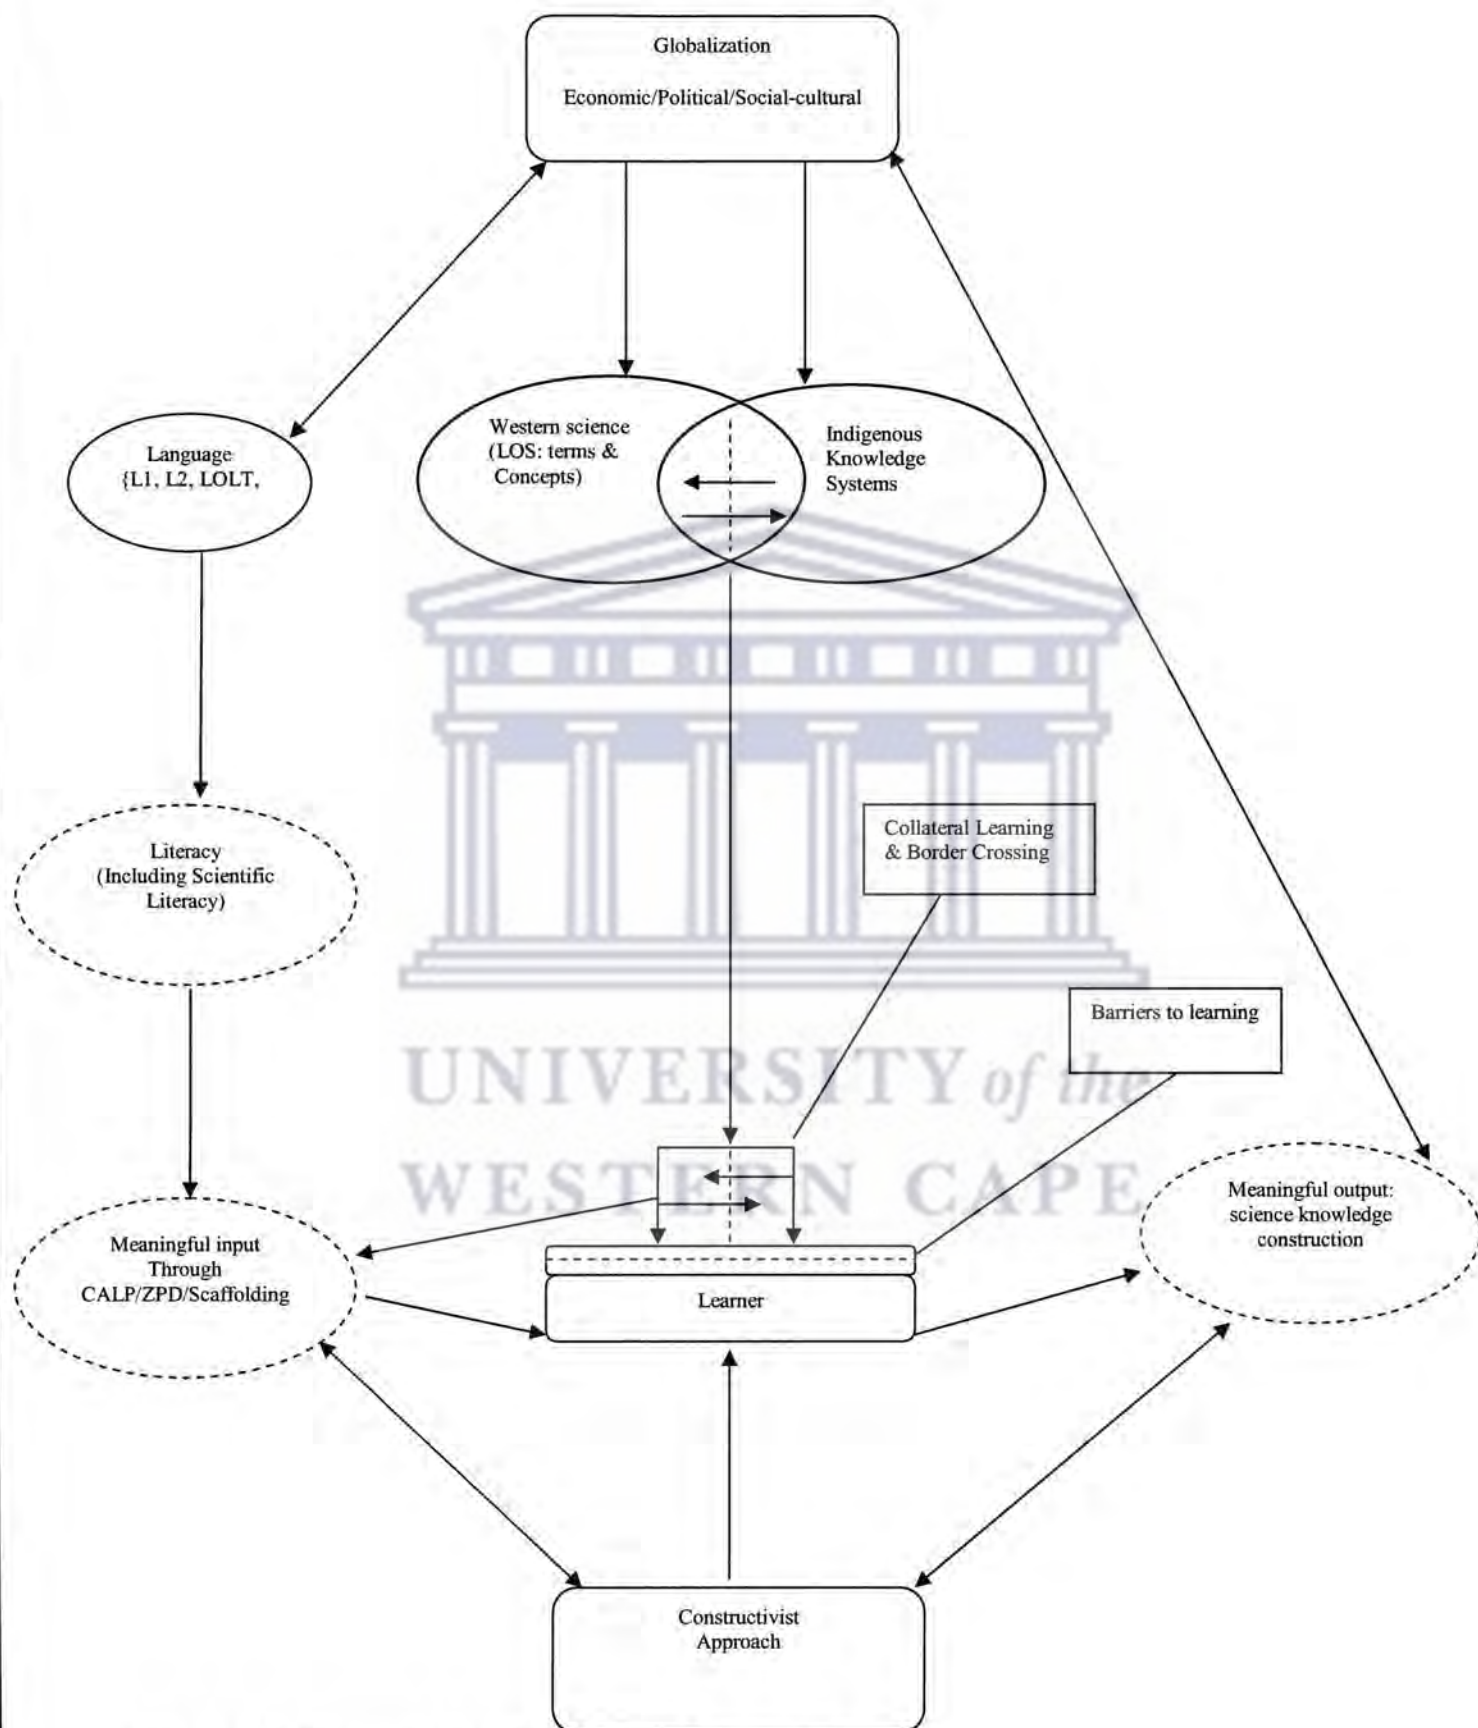 Globalization
Economic/Political/Social-cultural
Language
{L1, L2, LOLT,
Western science
(LOS: terms &
Concepts)
Indigenous
Knowledge
Systems
Literacy
(Including Scientific
Literacy)
Collateral Learning
& Border Crossing
Barriers to learning
UNIVERSITY of the
WESTERN CAPE
Meaningful input
Through
CALP/ZPD/Scaffolding
Learner
Meaningful output:
science knowledge
construction
Constructivist
Approach